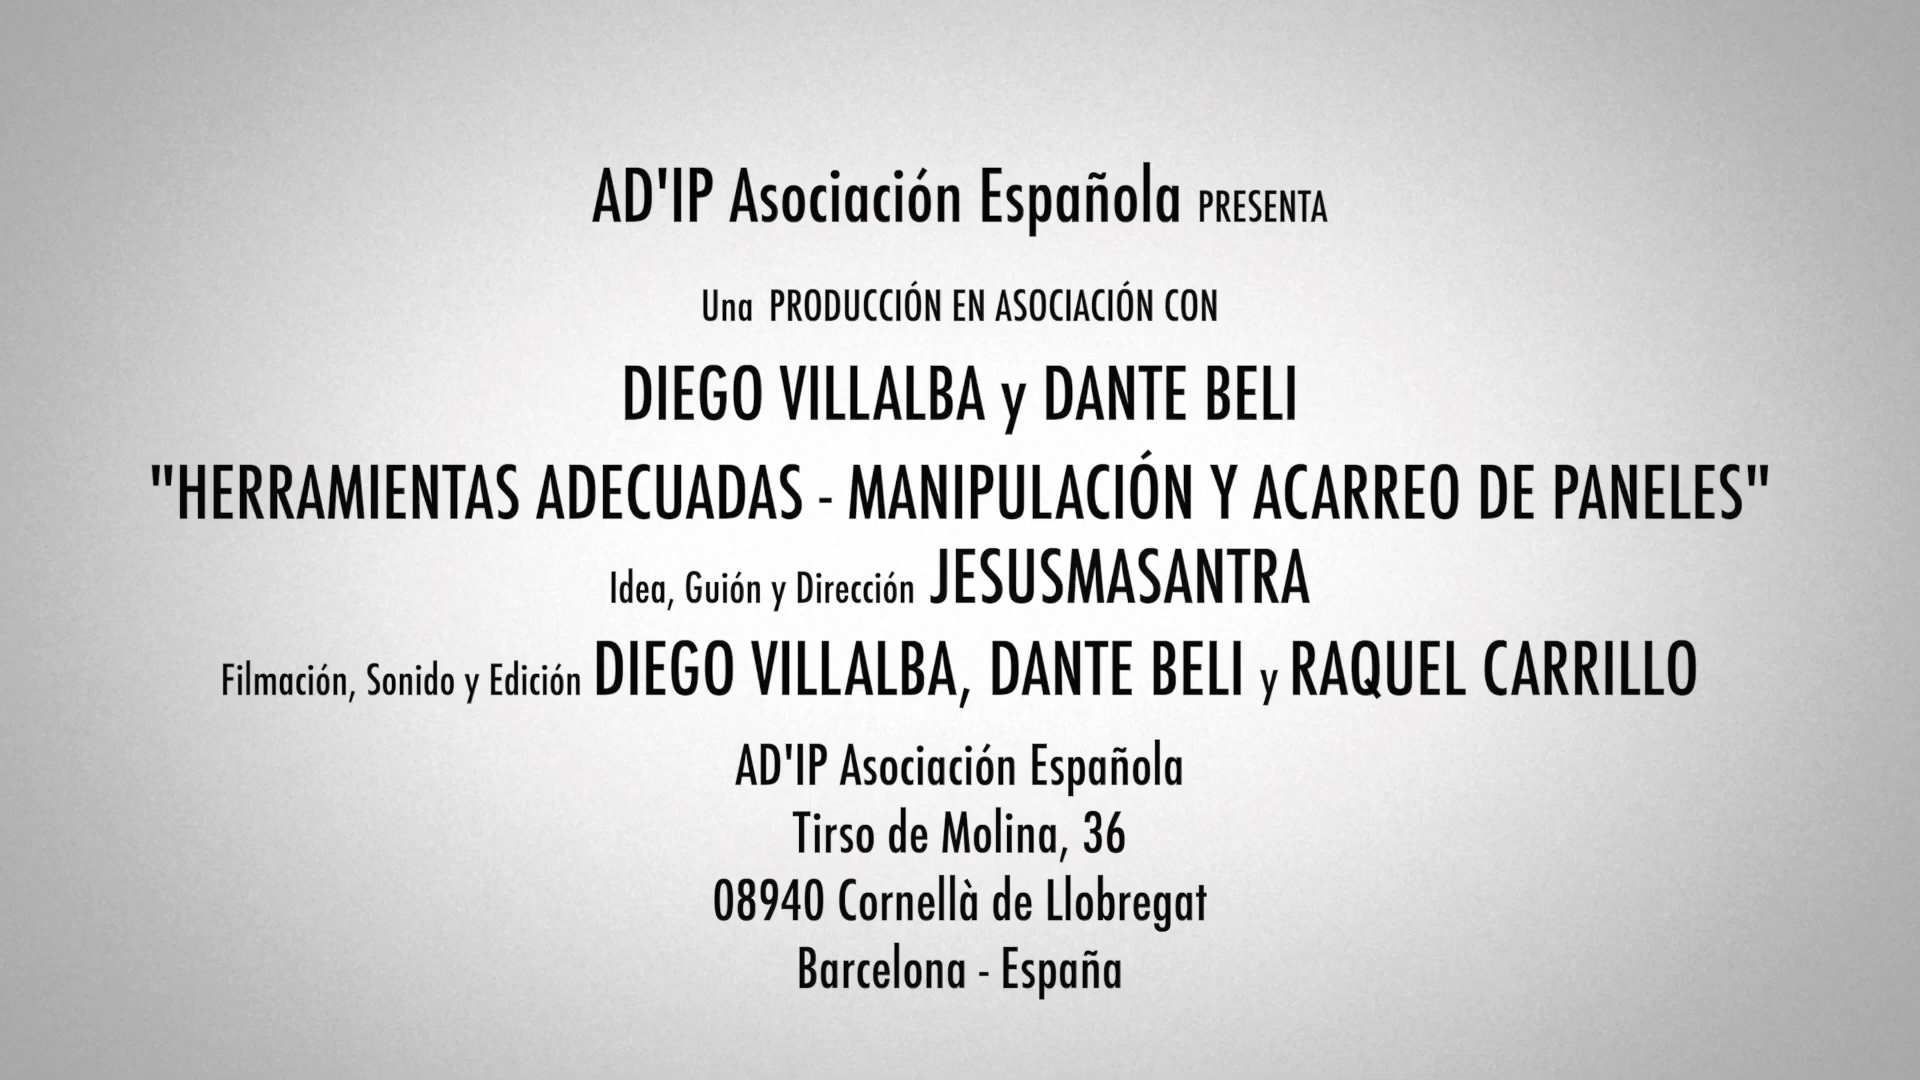 AD'IP Asociación Española PRESENTA
Una PRODUCCIÓN EN ASOCIACIÓN CON
DIEGO VILLALBA y DANTE BELI
"HERRAMIENTAS ADECUADAS - MANIPULACIÓN Y ACARREO DE PANELES"
Idea, Guión y Dirección JESUSMASANTRA
Filmación, Sonido y Edición DIEGO VILLALBA, DANTE BELI y RAQUEL CARRILLO
AD'IP Asociación Española
Tirso de Molina, 36
08940 Cornellà de Llobregat
Barcelona - España